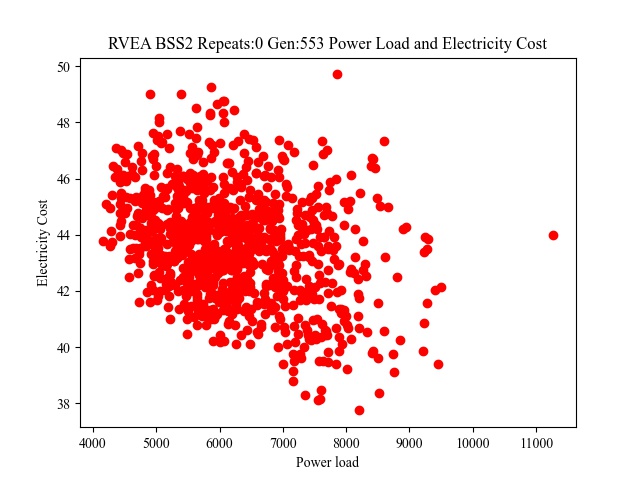 RVEA BSS2 Repeats:0 Gen:553 Power Load and Electricity Cost
50
48
46
44
42
40
38
Electricity Cost
4000 5000 6000 7000 8000 9000 10000 11000
Power load